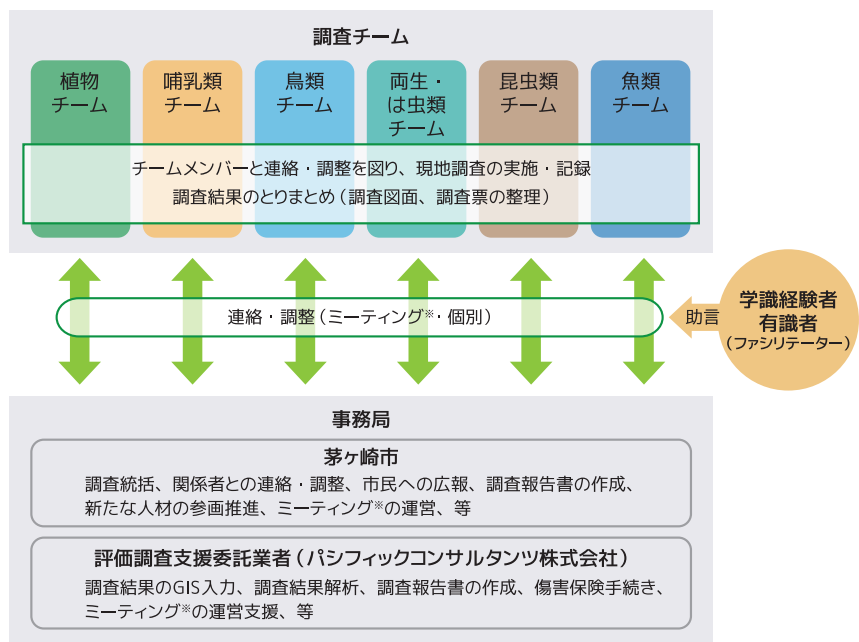 調査チーム
植物
チーム
哺乳類
チーム
鳥類
チーム
両生・
は虫類
チーム
昆虫類
チーム
魚類
チーム
チームメンバーと連絡・調整を図り、現地調査の実施・記録
調査結果のとりまとめ（調査図面、調査票の整理）
連絡・調整（ミーティング※・個別）
助言
学識経験者
有識者
（ファシリテーター）
事務局
茅ヶ崎市
調査統括、関係者との連絡・調整、市民への広報、調査報告書の作成、
新たな人材の参画推進、ミーティング※の運営、等
評価調査支援委託業者（パシフィックコンサルタンツ株式会社）
調査結果のGIS入力、調査結果解析、調査報告書の作成、傷害保険手続き、
ミーティング※の運営支援、等